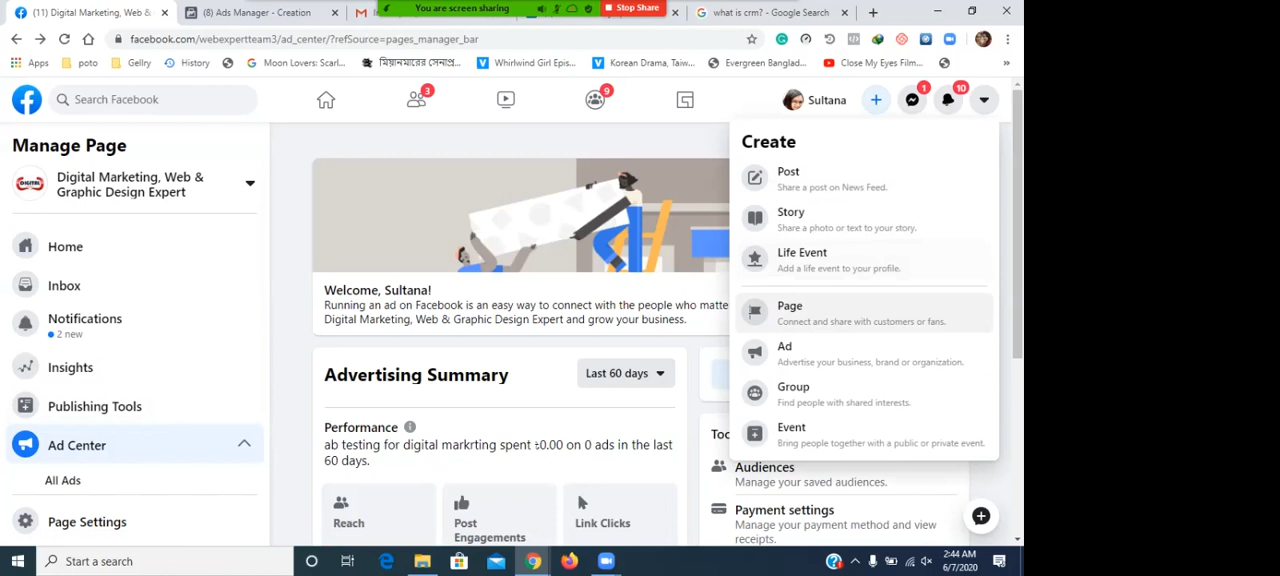 (11) Digital Marketing, Web &
(8) Ads Manager - Creation
You are screen sharing
Stop Share
what is crm? - Google Search
facebook.com/webexpertteam3/ad_center/?refSource=pages_manager_bar
Apps
poto
Gellry
History
Moon Lovers: Scarl...
মিয়ানমারের সেনাপ্র...
Whirlwind Girl Epis...
Korean Drama, Taiw...
Evergreen Banglad...
Close My Eyes Film...
»
Search Facebook
3
9
Sultana
1
10
Manage Page
Digital Marketing, Web &
Graphic Design Expert
DIGITAL
Home
Inbox
Notifications
2 new
Insights
Publishing Tools
Ad Center
All Ads
Page Settings
Welcome, Sultana!
Running an ad on Facebook is an easy way to connect with the people who matte
Digital Marketing, Web & Graphic Design Expert and grow your business.
Advertising Summary
Last 60 days
Performance
ab testing for digital markrting spent ৳0.00 on 0 ads in the last
60 days.
Reach
Post
Engagements
Link Clicks
Create
Post
Share a post on News Feed.
Story
Share a photo or text to your story.
Life Event
Add a life event to your profile.
Page
Connect and share with customers or fans.
Ad
Advertise your business, brand or organization.
Group
Find people with shared interests.
Event
Bring people together with a public or private event.
Too
Audiences
Manage your saved audiences.
Payment settings
Manage your payment method and view
receipts.
Start a search
2:44 AM
6/7/2020